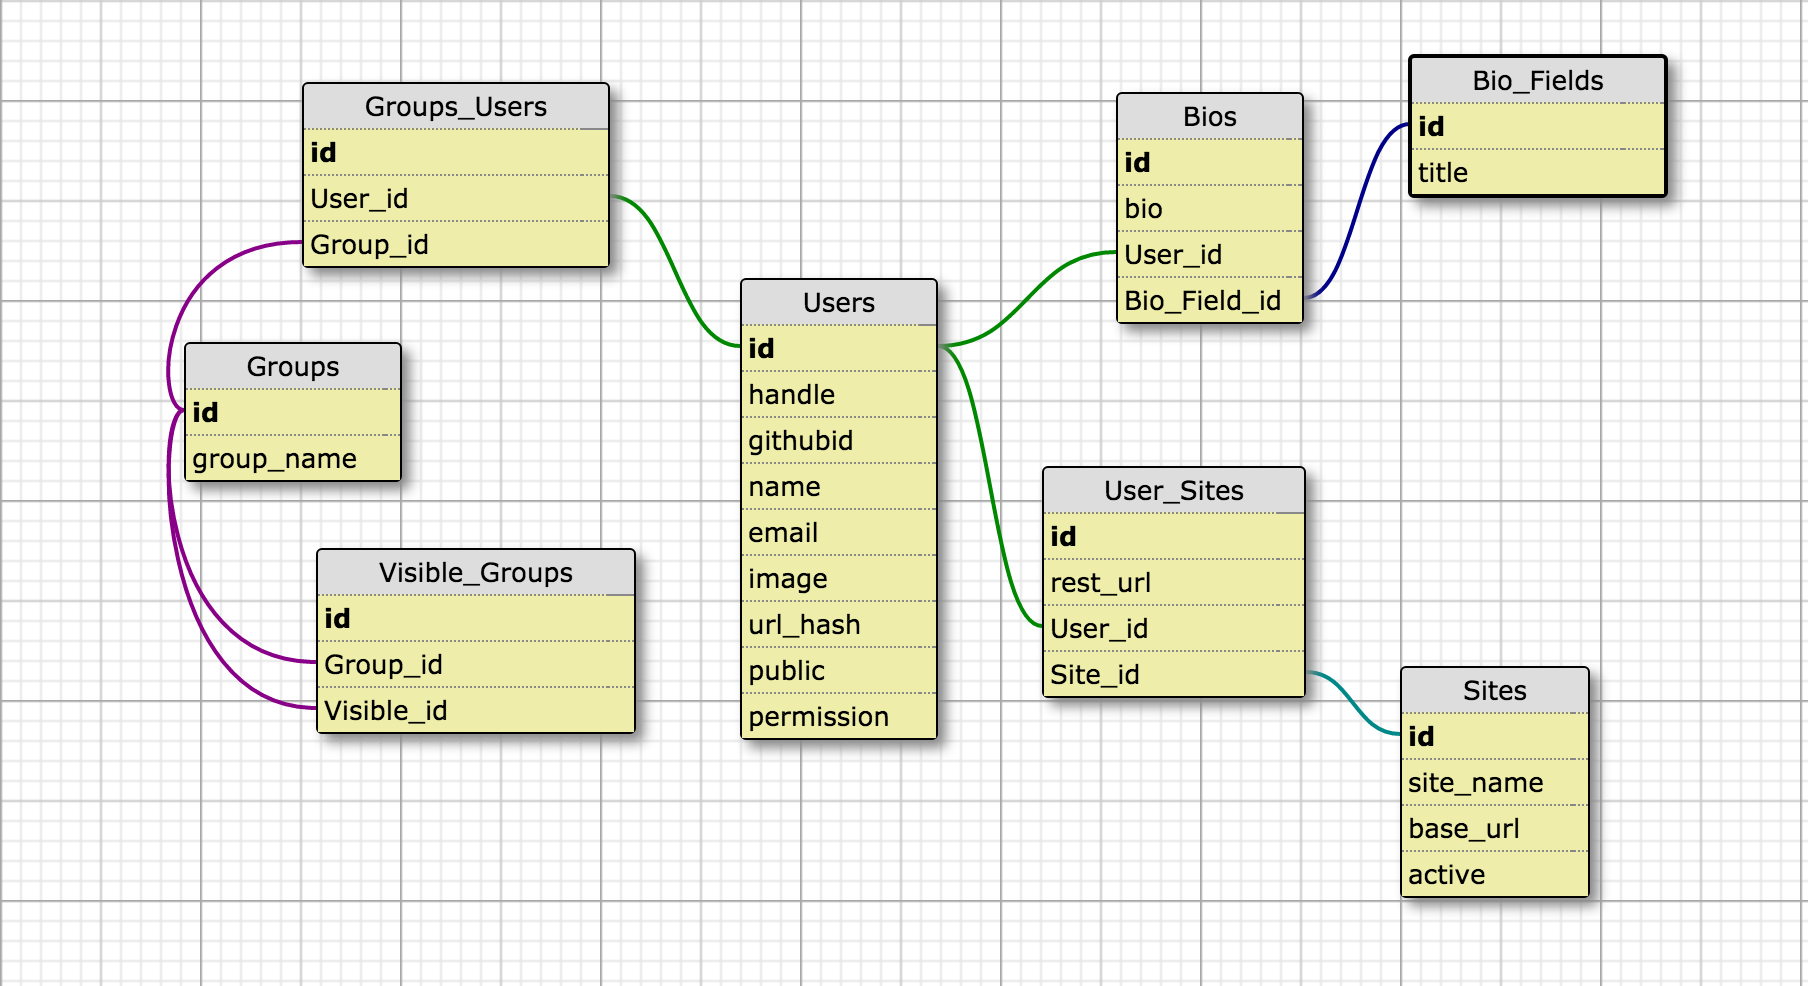 Groups_Users
id
User_id
Group_id
Groups
id
group_name
Visible_Groups
id
Group_id
Visible_id
Users
id
handle
githubid
name
email
image
url_hash
public
permission
Bios
id
bio
User_id
Bio_Field_id
Bio_Fields
id
title
User_Sites
id
rest_url
User_id
Site_id
Sites
id
site_name
base_url
active